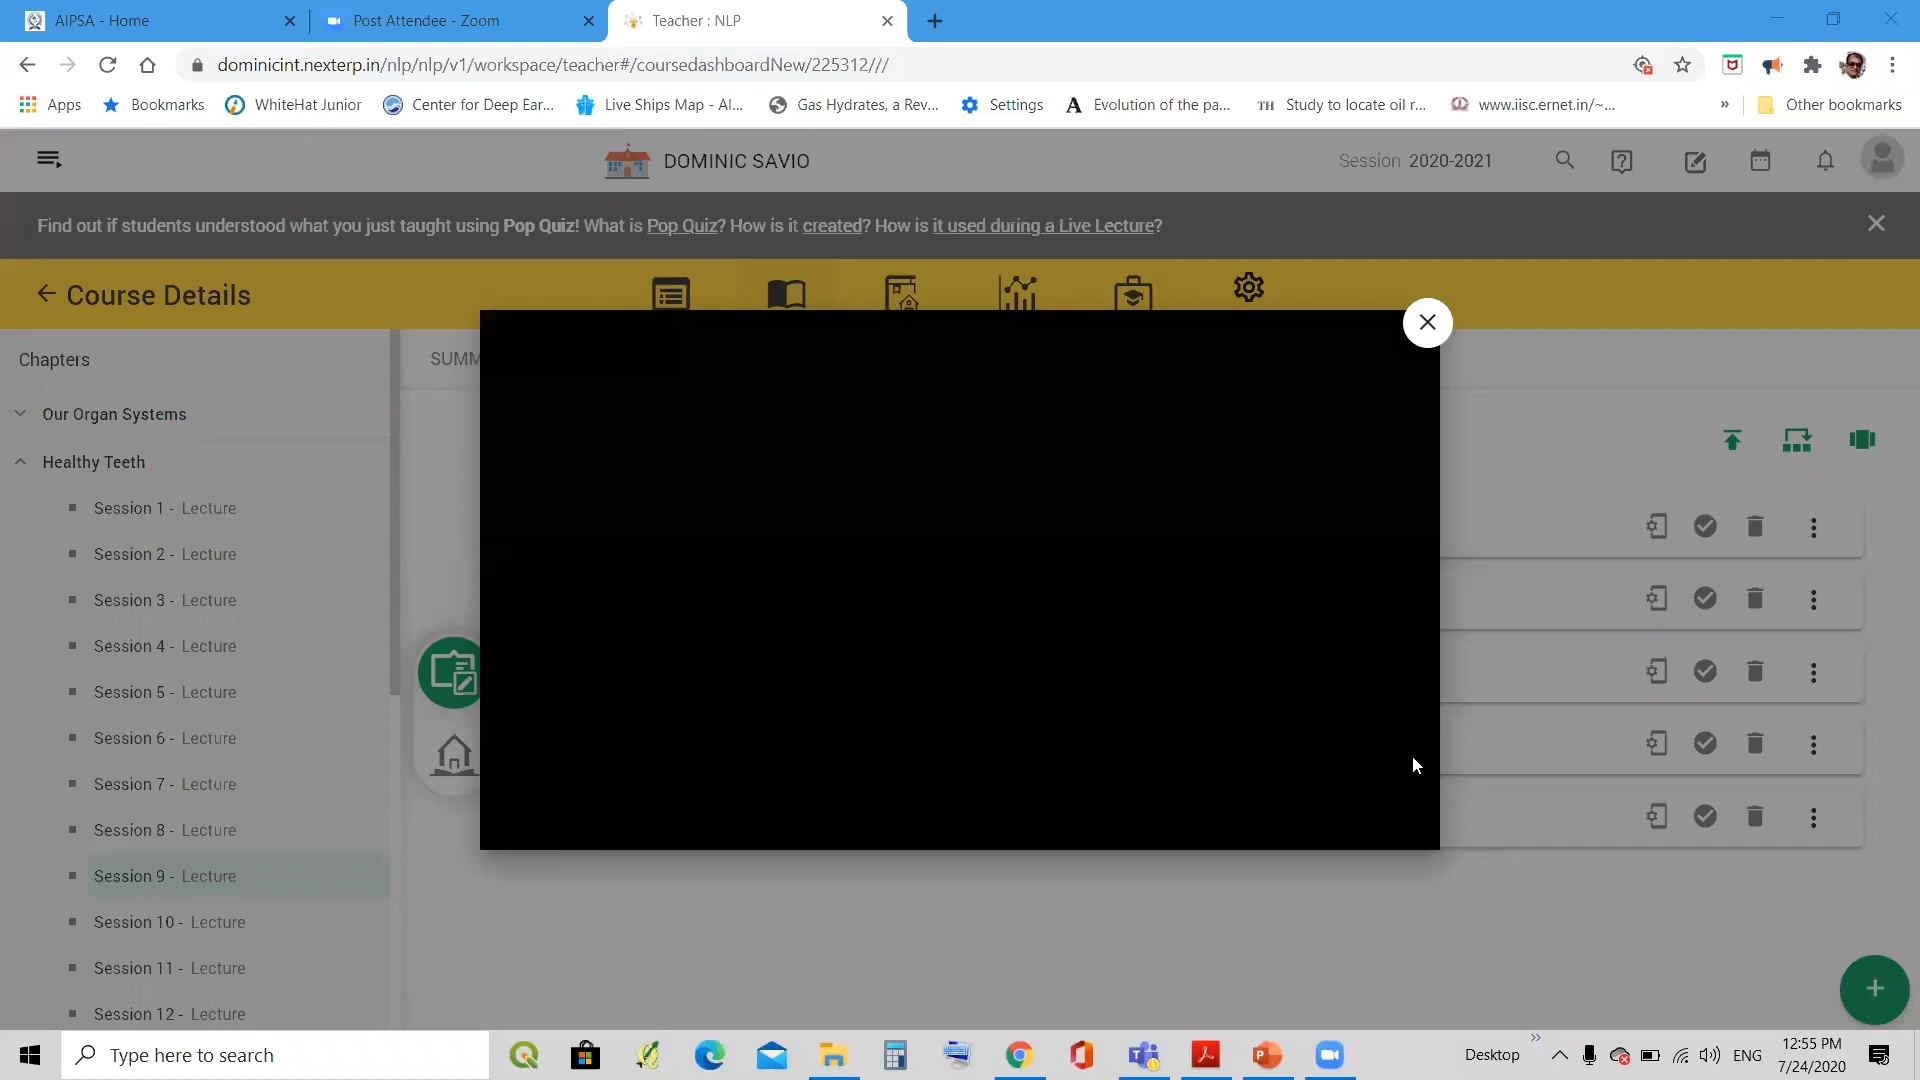 AIPSA - Home
Post Attendee - Zoom
Teacher : NLP
dominicint.nexterp.in/nlp/nlp/v1/workspace/teacher#/coursedashboardNew/225312///
Apps
Bookmarks
WhiteHat Junior
Center for Deep Ear...
Live Ships Map - Al...
Gas Hydrates, a Rev...
Settings
A
Evolution of the pa...
TH
Study to locate oil r...
www.iisc.ernet.in/~...
»
Other bookmarks
DOMINIC SAVIO
Session: 2020-2021
Find out if students understood what you just taught using Pop Quiz! What is Pop Quiz? How is it created? How is it used during a Live Lecture?
Course Details
Chapters
SUMM
Our Organ Systems
Healthy Teeth
Session 1 - Lecture
Session 2 - Lecture
Session 3 - Lecture
Session 4 - Lecture
Session 5 - Lecture
Session 6 - Lecture
Session 7 - Lecture
Session 8 - Lecture
Session 9 - Lecture
Session 10 - Lecture
Session 11 - Lecture
Session 12 - Lecture
Type here to search
Desktop
»
ENG
12:55 PM
7/24/2020